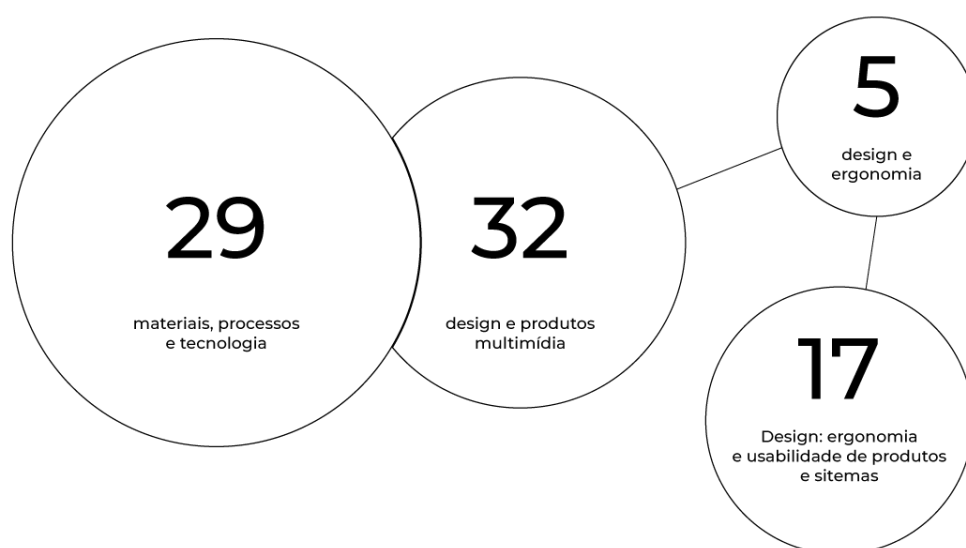 29
materiais, processos
e tecnologia
32
design e produtos
multimídia
5
design e
ergonomia
17
Design: ergonomia
e usabilidade de produtos
e sitemas